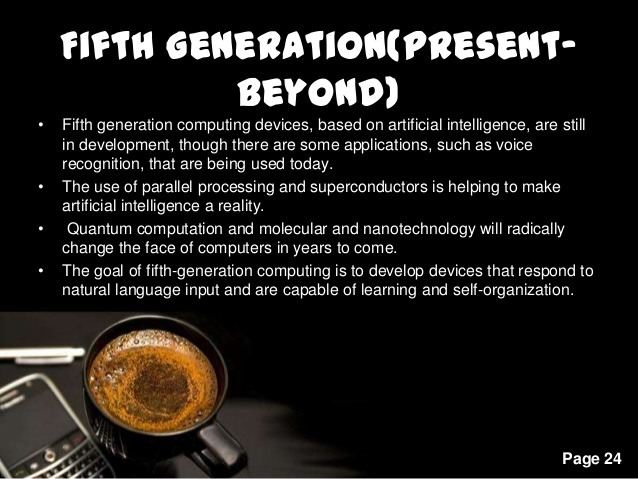 FIFTH GENERATION(PRESENT-
BEYOND)
• Fifth generation computing devices, based on artificial intelligence, are still
in development, though there are some applications, such as voice
recognition, that are being used today.
• The use of parallel processing and superconductors is helping to make
artificial intelligence a reality.
• Quantum computation and molecular and nanotechnology will radically
change the face of computers in years to come.
• The goal of fifth-generation computing is to develop devices that respond to
natural language input and are capable of learning and self-organization.
Page 24